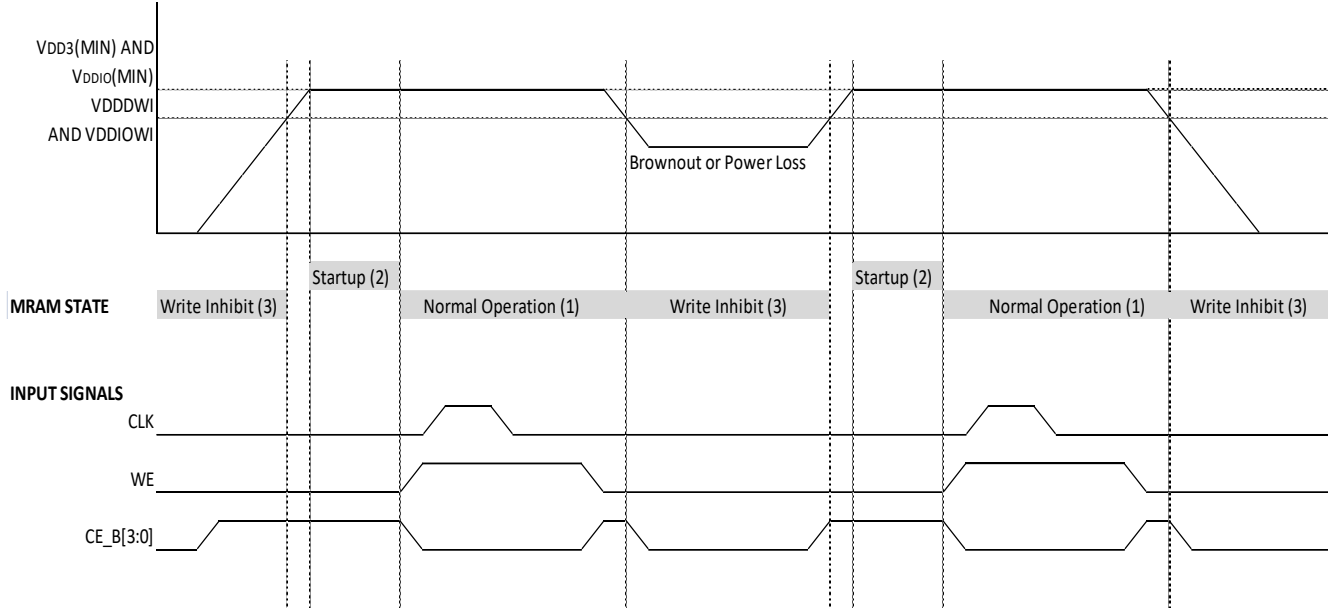 VDD3(MIN) AND
VDDIO(MIN)
VDDDWI
AND VDDIOWI
Brownout or Power Loss
Startup (2)
Startup (2)
MRAM STATE
Write Inhibit (3)
Normal Operation (1)
Write Inhibit (3)
Normal Operation (1)
Write Inhibit (3)
INPUT SIGNALS
CLK
WE
CE_B[3:0]